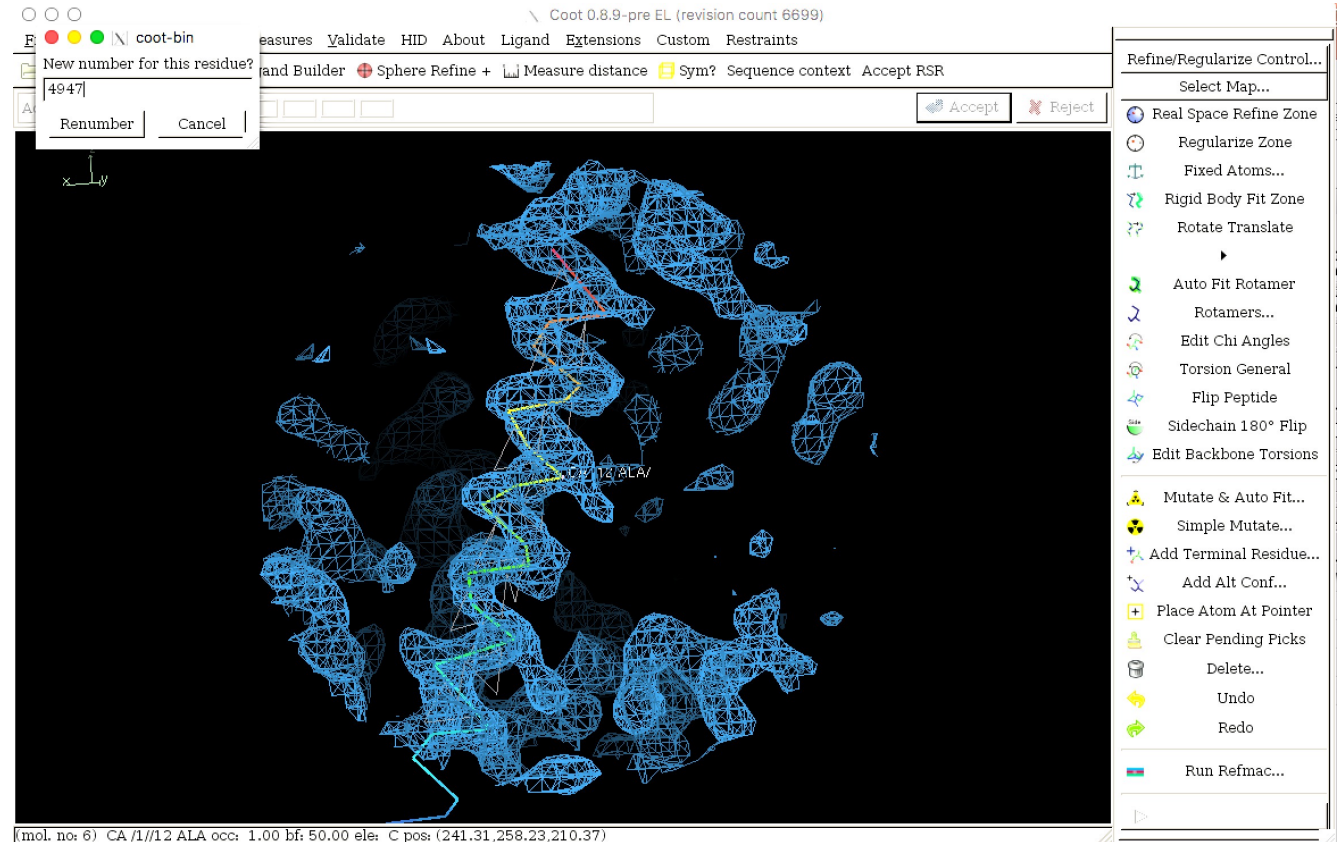 Coot 0.8.9-pre EL (revision count 6699)
coot-bin
easures Validate HID About Ligand Extensions Custom Restraints
New number for this residue?
and Builder Sphere Refine + Measure distance Sym? Sequence context Accept RSR
4947
Renumber Cancel
Accept Reject
x y
CA /12 ALA/
Refine/Regularize Control...
Select Map...
Real Space Refine Zone
Regularize Zone
Fixed Atoms...
Rigid Body Fit Zone
Rotate Translate
Auto Fit Rotamer
Rotamers...
Edit Chi Angles
Torsion General
Flip Peptide
Side
Sidechain 180° Flip
Edit Backbone Torsions
Mutate & Auto Fit...
Simple Mutate...
Add Terminal Residue...
Add Alt Conf...
Place Atom At Pointer
Clear Pending Picks
Delete...
Undo
Redo
Run Refmac...
(mol. no: 6) CA /1//12 ALA occ: 1.00 bf: 50.00 ele: C pos: (241.31,258.23,210.37)